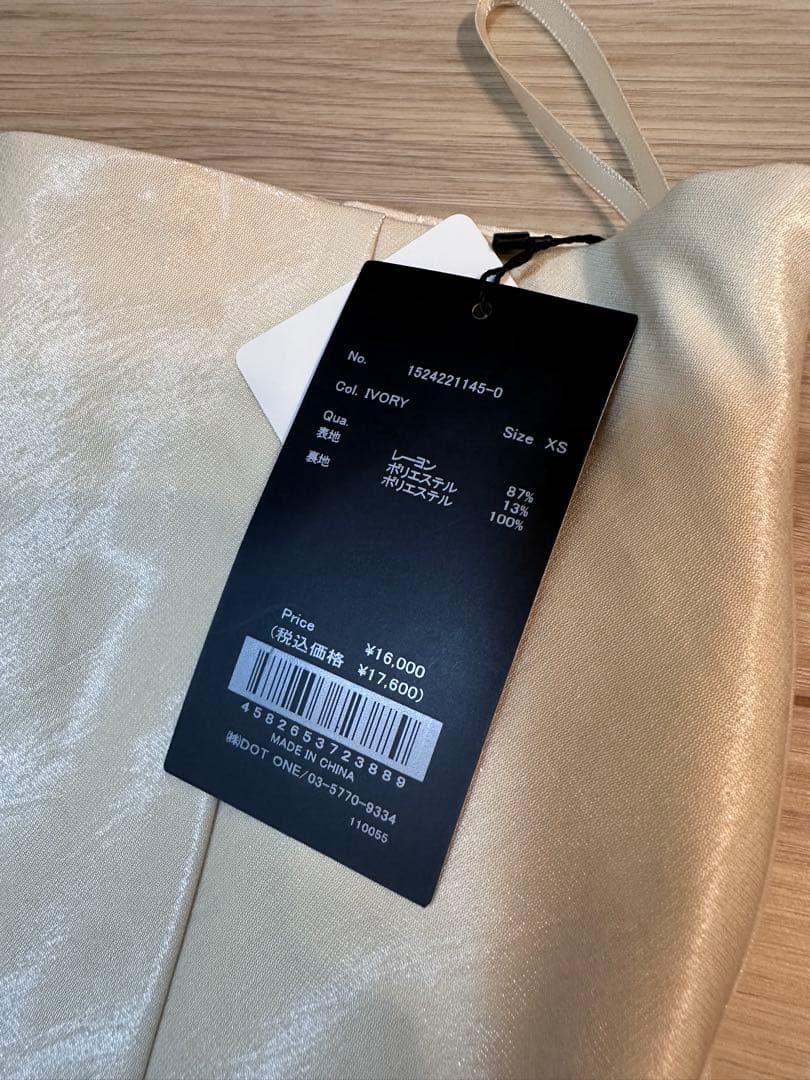 No. 1524221145-0
Col. IVORY
Size XS
Qua.
表地 レーヨン 87%
ポリエステル 13%
裏地 ポリエステル 100%
Price ¥16,000
(税込価格 ¥17,600)
4582653723889
MADE IN CHINA
㈱DOT ONE/03-5770-9334
110055